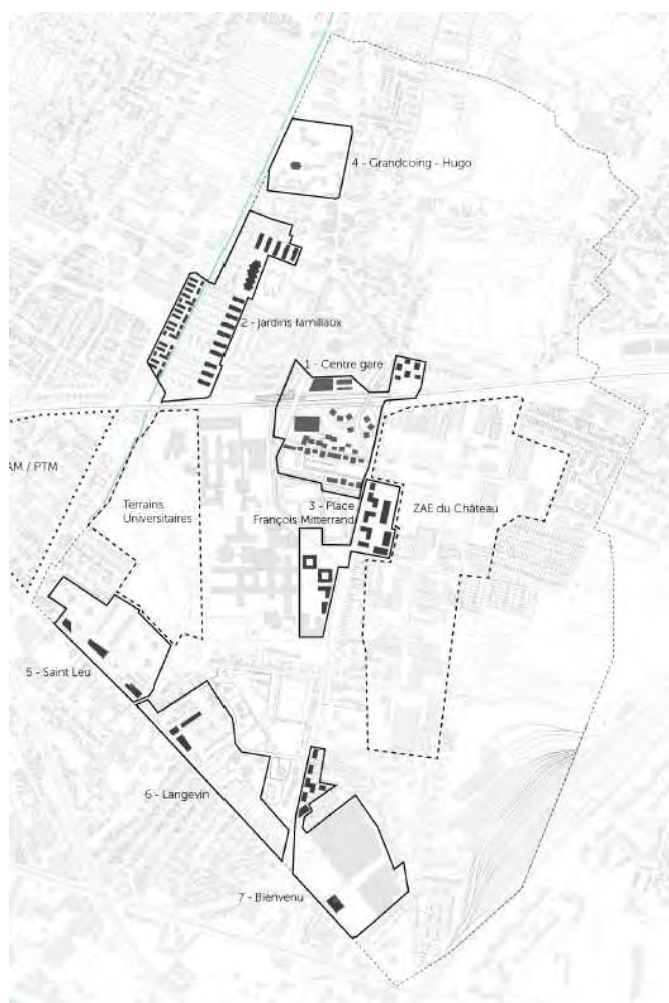 4 - Grandcoing - Hugo
2 - Jardins familiaux
1 - Centre gare
AM / PTM
Terrains
Universitaires
3 - Place
François Mitterrand
ZAE du Château
5 - Saint Leu
6 - Langevin
7 - Bienvenu